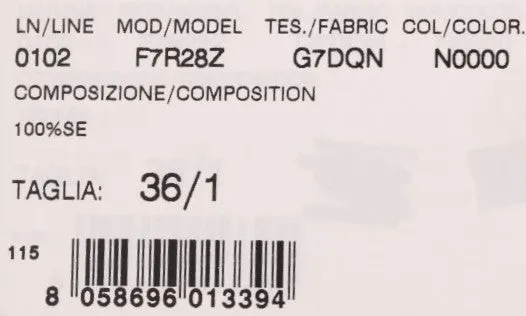 LN/LINE MOD/MODEL TES./FABRIC COL/COLOR.
0102 F7R28Z G7DQN N0000
COMPOSIZIONE/COMPOSITION
100%SE
TAGLIA: 36/1
115
8 058696 013394